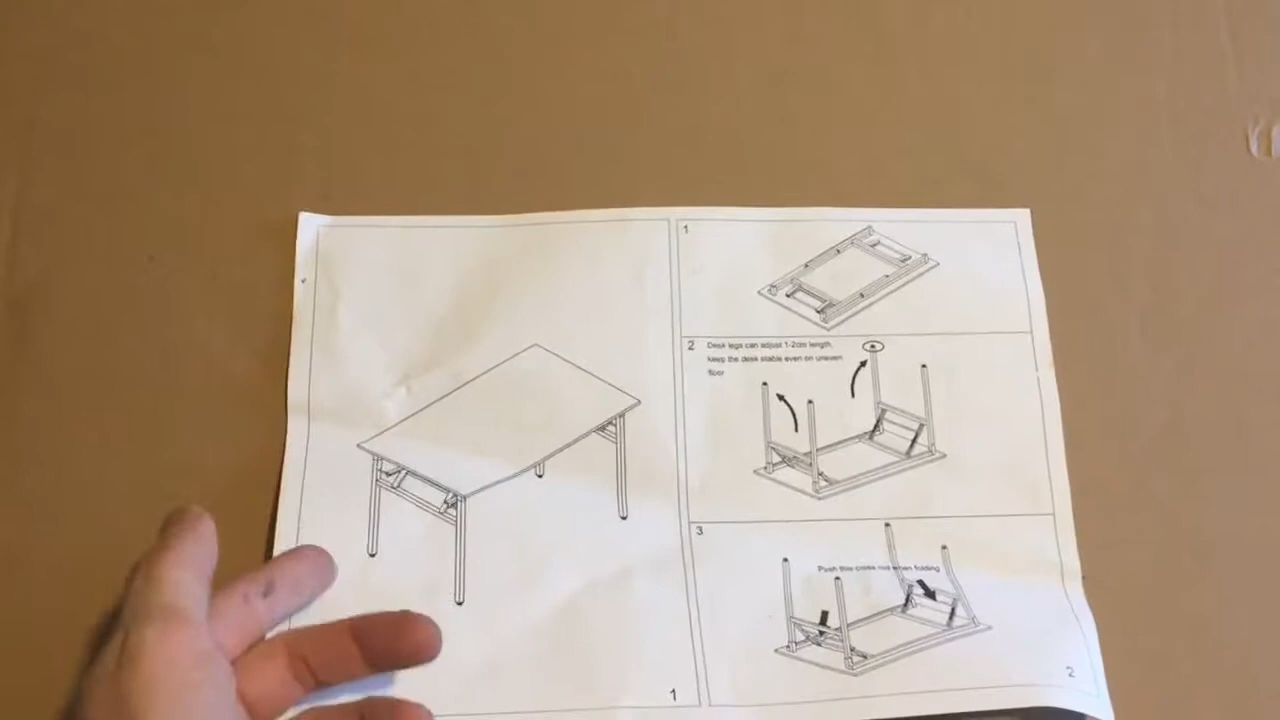 1
2
Desk legs can adjust 1-2cm length,
keep the desk stable even on uneven
floor
3
Push this cross rod when folding
1
2